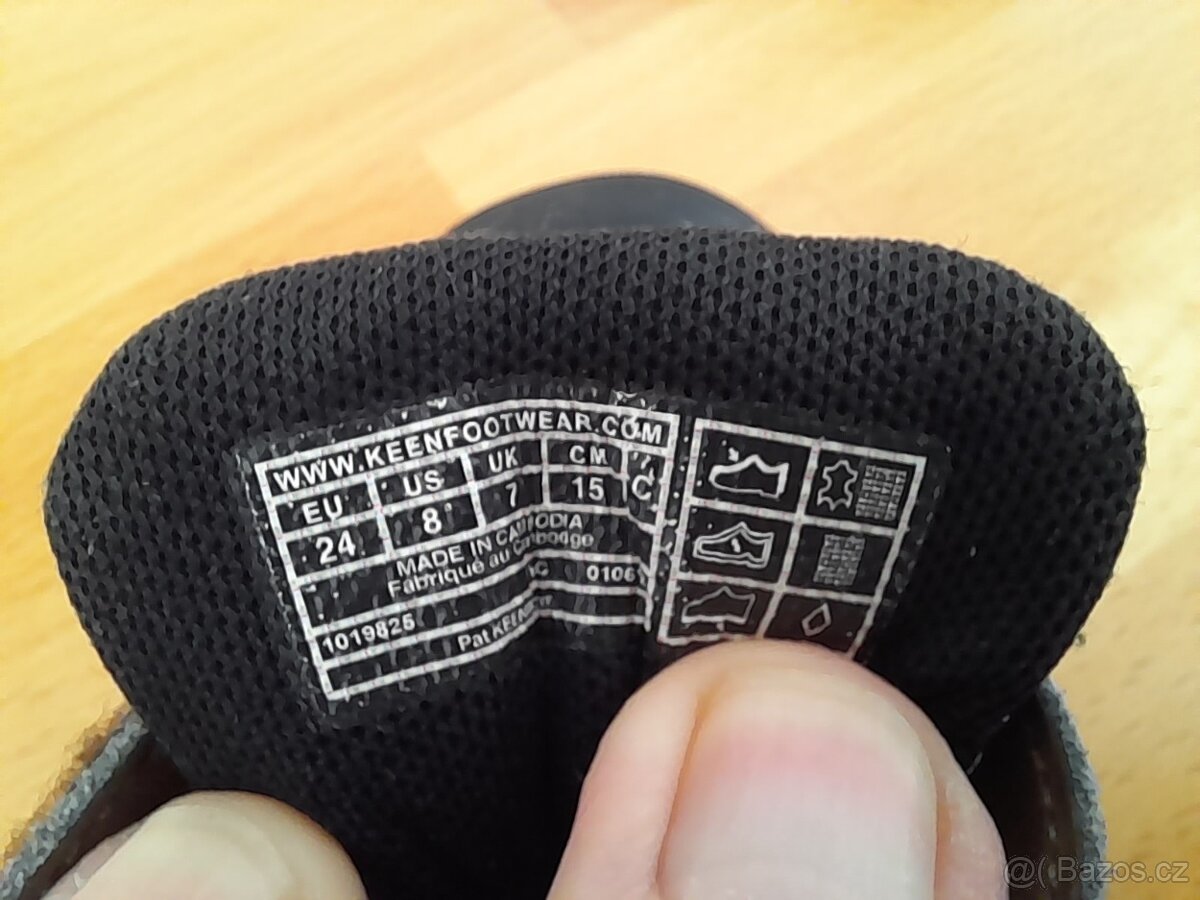 WWW.KEENFOOTWEAR.COM
EU US UK CM
24 8 7 15 C
MADE IN CAMBODIA
Fabriqué au Cambodge
1019825 0106
Pat
@( Bazos.cz